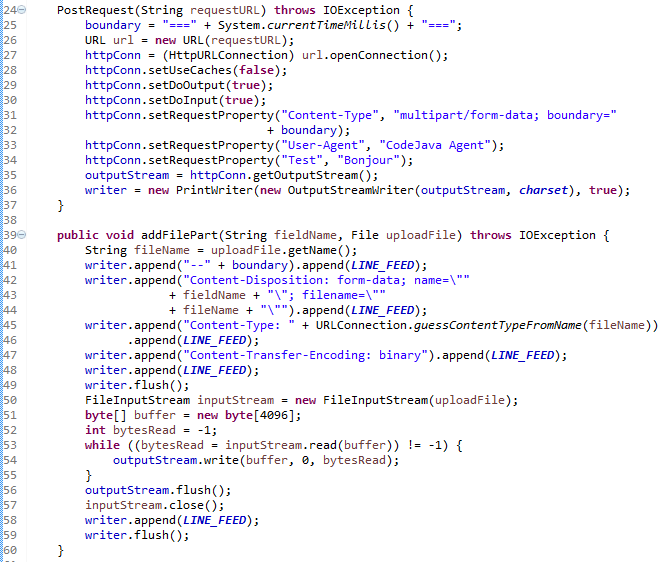 24 PostRequest(String requestURL) throws IOException {
25 boundary = "===" + System.currentTimeMillis() + "===";
26 URL url = new URL(requestURL);
27 httpConn = (HttpURLConnection) url.openConnection();
28 httpConn.setUseCaches(false);
29 httpConn.setDoOutput(true);
30 httpConn.setDoInput(true);
31 httpConn.setRequestProperty("Content-Type", "multipart/form-data; boundary="
32 + boundary);
33 httpConn.setRequestProperty("User-Agent", "CodeJava Agent");
34 httpConn.setRequestProperty("Test", "Bonjour");
35 outputStream = httpConn.getOutputStream();
36 writer = new PrintWriter(new OutputStreamWriter(outputStream, charset), true);
37 }
38
39 public void addFilePart(String fieldName, File uploadFile) throws IOException {
40 String fileName = uploadFile.getName();
41 writer.append("--" + boundary).append(LINE_FEED);
42 writer.append("Content-Disposition: form-data; name=\""
43 + fieldName + "\"; filename=\""
44 + fileName + "\"").append(LINE_FEED);
45 writer.append("Content-Type: " + URLConnection.guessContentTypeFromName(fileName))
46 .append(LINE_FEED);
47 writer.append("Content-Transfer-Encoding: binary").append(LINE_FEED);
48 writer.append(LINE_FEED);
49 writer.flush();
50 FileInputStream inputStream = new FileInputStream(uploadFile);
51 byte[] buffer = new byte[4096];
52 int bytesRead = -1;
53 while ((bytesRead = inputStream.read(buffer)) != -1) {
54 outputStream.write(buffer, 0, bytesRead);
55 }
56 outputStream.flush();
57 inputStream.close();
58 writer.append(LINE_FEED);
59 writer.flush();
60 }